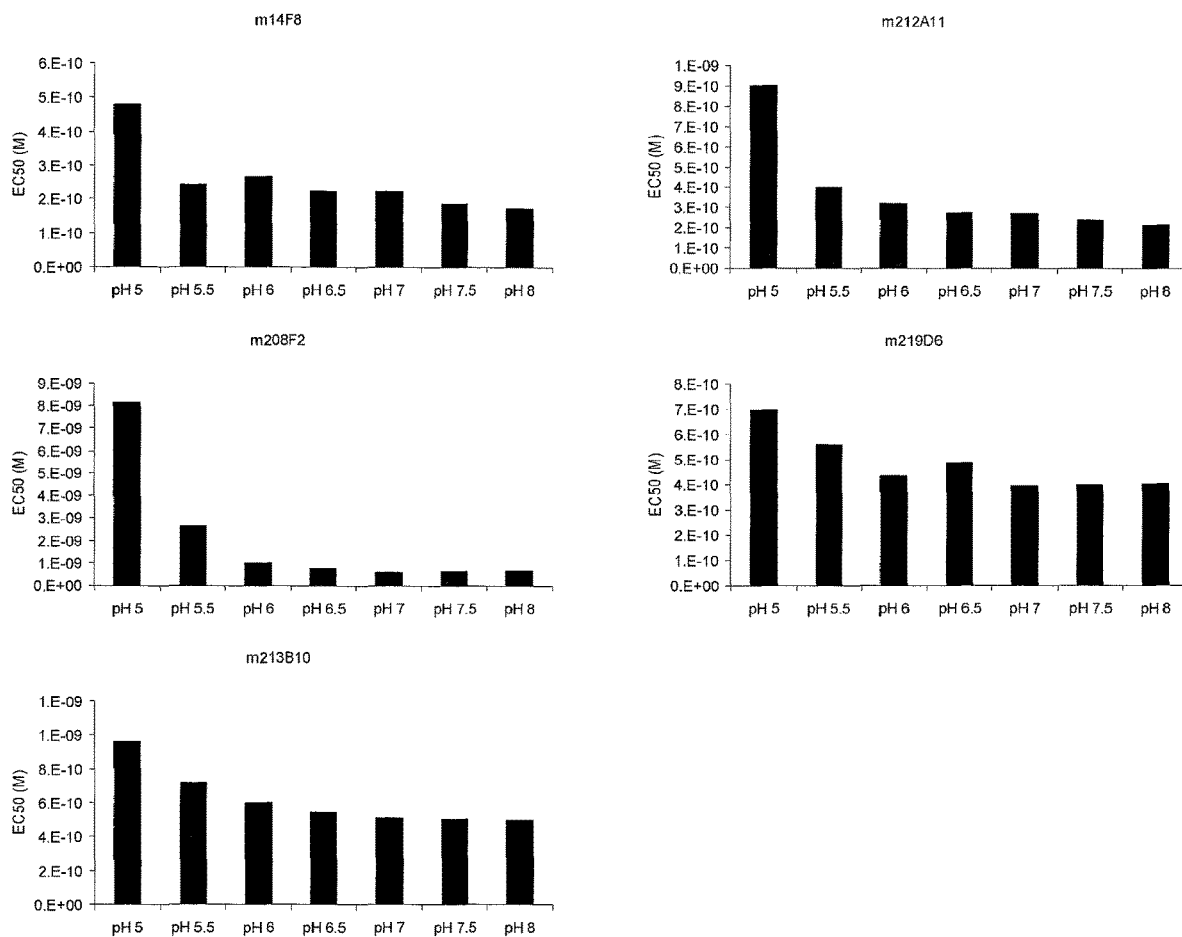 m14F8
6.E-10
5.E-10
4.E-10
3.E-10
2.E-10
1.E-10
0.E+00
EC50 (M)
pH 5 pH 5.5 pH 6 pH 6.5 pH 7 pH 7.5 pH 8
m212A11
1.E-09
9.E-10
8.E-10
7.E-10
6.E-10
5.E-10
4.E-10
3.E-10
2.E-10
1.E-10
0.E+00
EC50 (M)
pH 5 pH 5.5 pH 6 pH 6.5 pH 7 pH 7.5 pH 8
m208F2
9.E-09
8.E-09
7.E-09
6.E-09
5.E-09
4.E-09
3.E-09
2.E-09
1.E-09
0.E+00
EC50 (M)
pH 5 pH 5.5 pH 6 pH 6.5 pH 7 pH 7.5 pH 8
m219D6
8.E-10
7.E-10
6.E-10
5.E-10
4.E-10
3.E-10
2.E-10
1.E-10
0.E+00
EC50 (M)
pH 5 pH 5.5 pH 6 pH 6.5 pH 7 pH 7.5 pH 8
m213B10
1.E-09
1.E-09
8.E-10
6.E-10
4.E-10
2.E-10
0.E+00
EC50 (M)
pH 5 pH 5.5 pH 6 pH 6.5 pH 7 pH 7.5 pH 8